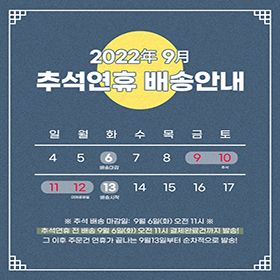 2022年 9月
추석연휴 배송안내
일 월 화 수 목 금 토
4 5 6 7 8 9 10
배송마감 추석
11 12 13 14 15 16 17
대체공휴일 배송시작
※ 추석 배송 마감일: 9월 6일(화) 오전 11시 ※
추석연휴 전 배송 9월 6일(화) 오전 11시 결제완료건까지 발송!
그 이후 주문건 연휴가 끝나는 9월13일부터 순차적으로 발송!